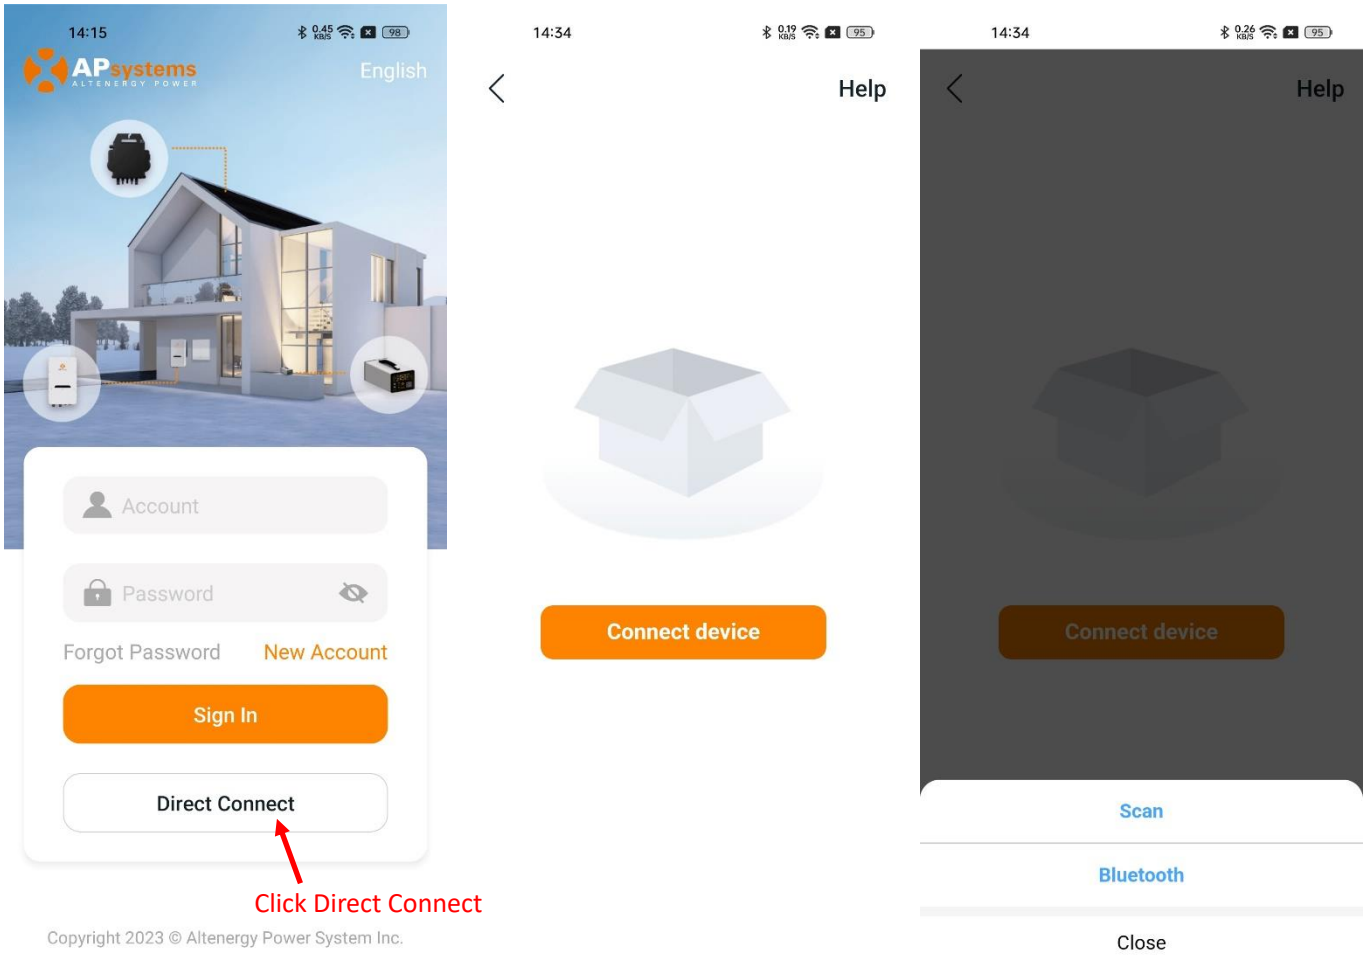 14:15
0.45
KB/S
98
APsystems
ALTENERGY POWER
English
Account
Password
Forgot Password
New Account
Sign In
Direct Connect
Click Direct Connect
Copyright 2023 © Altenergy Power System Inc.
14:34
0.19
KB/S
95
Help
Connect device
14:34
0.26
KB/S
95
Help
Connect device
Scan
Bluetooth
Close